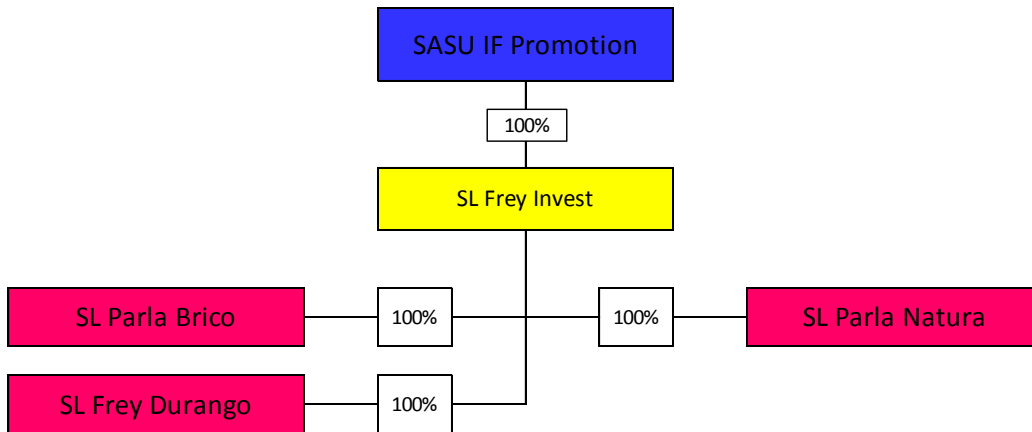 SASU IF Promotion
100%
SL Frey Invest
SL Parla Brico
100%
100%
SL Parla Natura
SL Frey Durango
100%